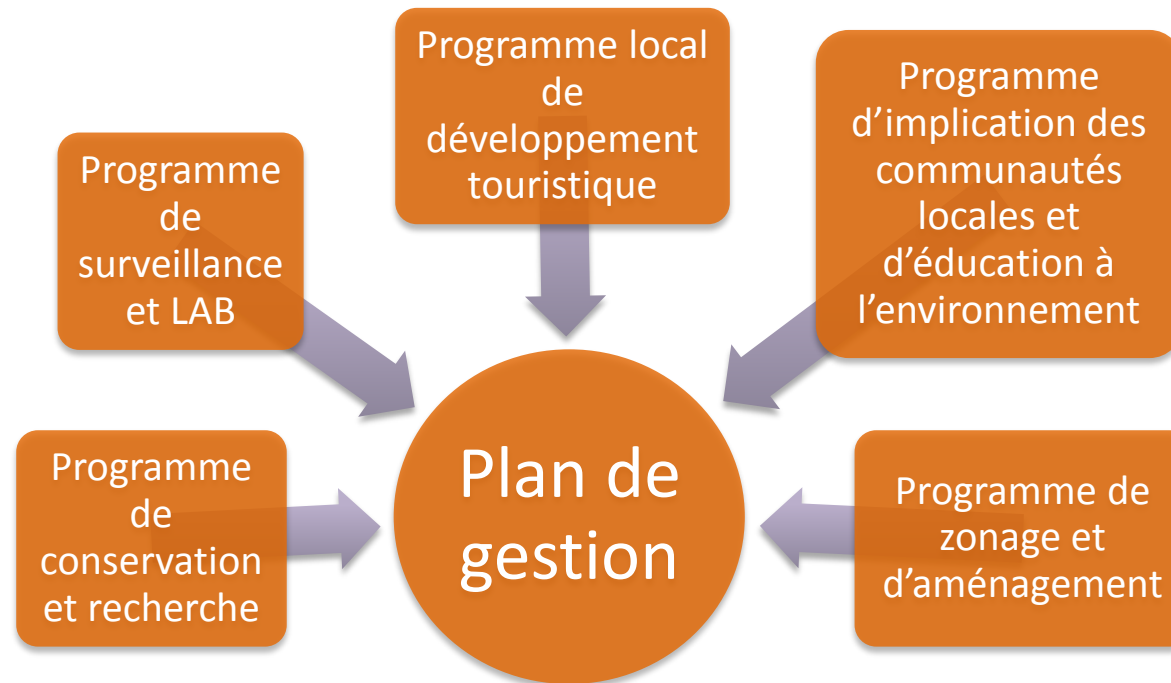 Programme local
de
développement
touristique
Programme
d’implication des
communautés
locales et
d’éducation à
l’environnement
Programme
de
surveillance
et LAB
Programme
de
conservation
et recherche
Plan de
gestion
Programme de
zonage et
d’aménagement